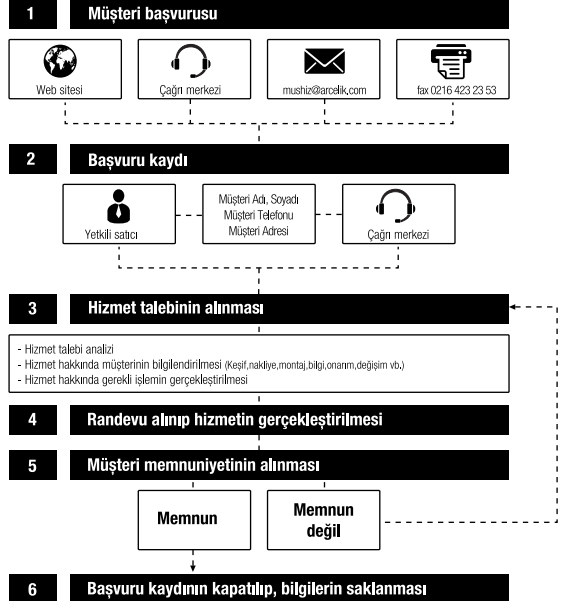 1 Müşteri başvurusu
Web sitesi
Çağrı merkezi
mushiz@arcelik.com
fax 0216 423 23 53
2 Başvuru kaydı
Yetkili satıcı
Müşteri Adı, Soyadı
Müşteri Telefonu
Müşteri Adresi
Çağrı merkezi
3 Hizmet talebinin alınması
- Hizmet talebi analizi
- Hizmet hakkında müşterinin bilgilendirilmesi (Keşif,nakliye,montaj,bilgi,onarım,değişim vb.)
- Hizmet hakkında gerekli işlemin gerçekleştirilmesi
4 Randevu alınıp hizmetin gerçekleştirilmesi
5 Müşteri memnuniyetinin alınması
Memnun
Memnun
değil
6 Başvuru kaydının kapatılıp, bilgilerin saklanması